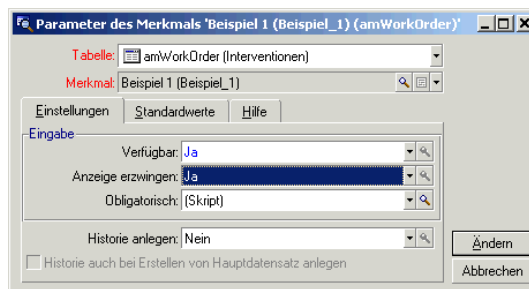 Parameter des Merkmals 'Beispiel 1 (Beispiel_1) (amWorkOrder)'
Tabelle: amWorkOrder (Interventionen)
Merkmal: Beispiel 1 (Beispiel_1)
Einstellungen Standardwerte Hilfe
Eingabe
Verfügbar: Ja
Anzeige erzwingen: Ja
Obligatorisch: (Skript)
Historie anlegen: Nein
Historie auch bei Erstellen von Hauptdatensatz anlegen
Ändern
Abbrechen